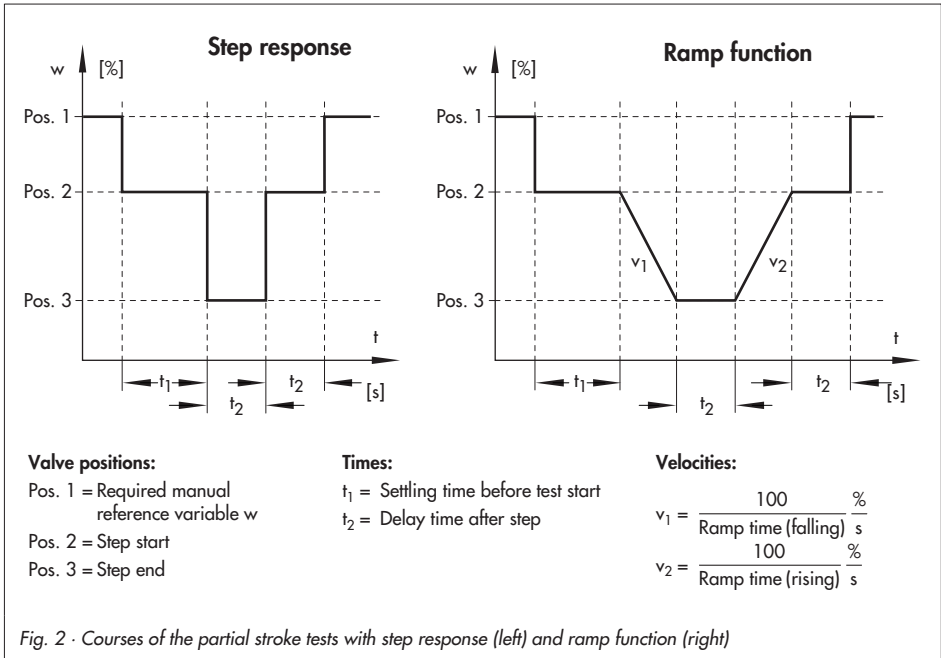 Step response
w [%]
Pos. 1
Pos. 2
Pos. 3
t
t1
t2
t2
[s]
Ramp function
w [%]
Pos. 1
Pos. 2
Pos. 3
v1
v2
t
t1
t2
t2
[s]
Valve positions:
Pos. 1 = Required manual
reference variable w
Pos. 2 = Step start
Pos. 3 = Step end
Times:
t1 = Settling time before test start
t2 = Delay time after step
Velocities:
v1 = 100 / Ramp time (falling) % / s
v2 = 100 / Ramp time (rising) % / s
Fig. 2 · Courses of the partial stroke tests with step response (left) and ramp function (right)